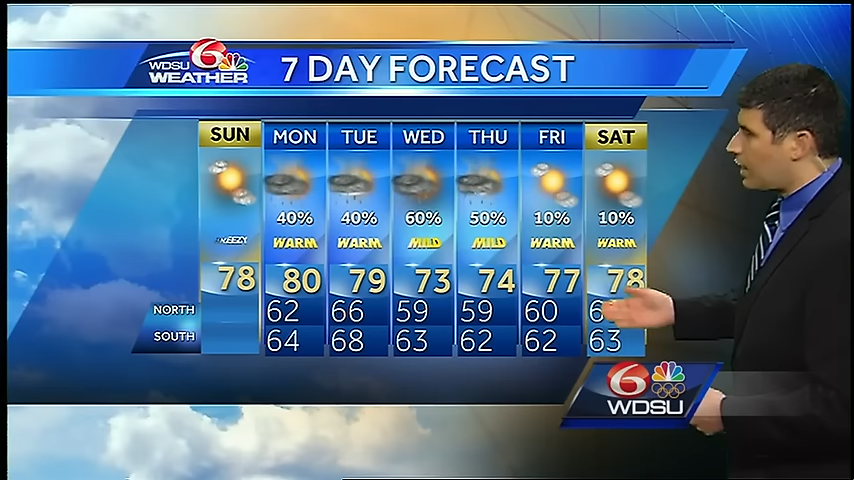 WDSU 6
WEATHER
7 DAY FORECAST
SUN MON TUE WED THU FRI SAT
40% 40% 60% 50% 10% 10%
BREEZY WARM WARM MILD MILD WARM WARM
78 80 79 73 74 77 78
NORTH 62 66 59 59 60
SOUTH 64 68 63 62 62 63
6
WDSU